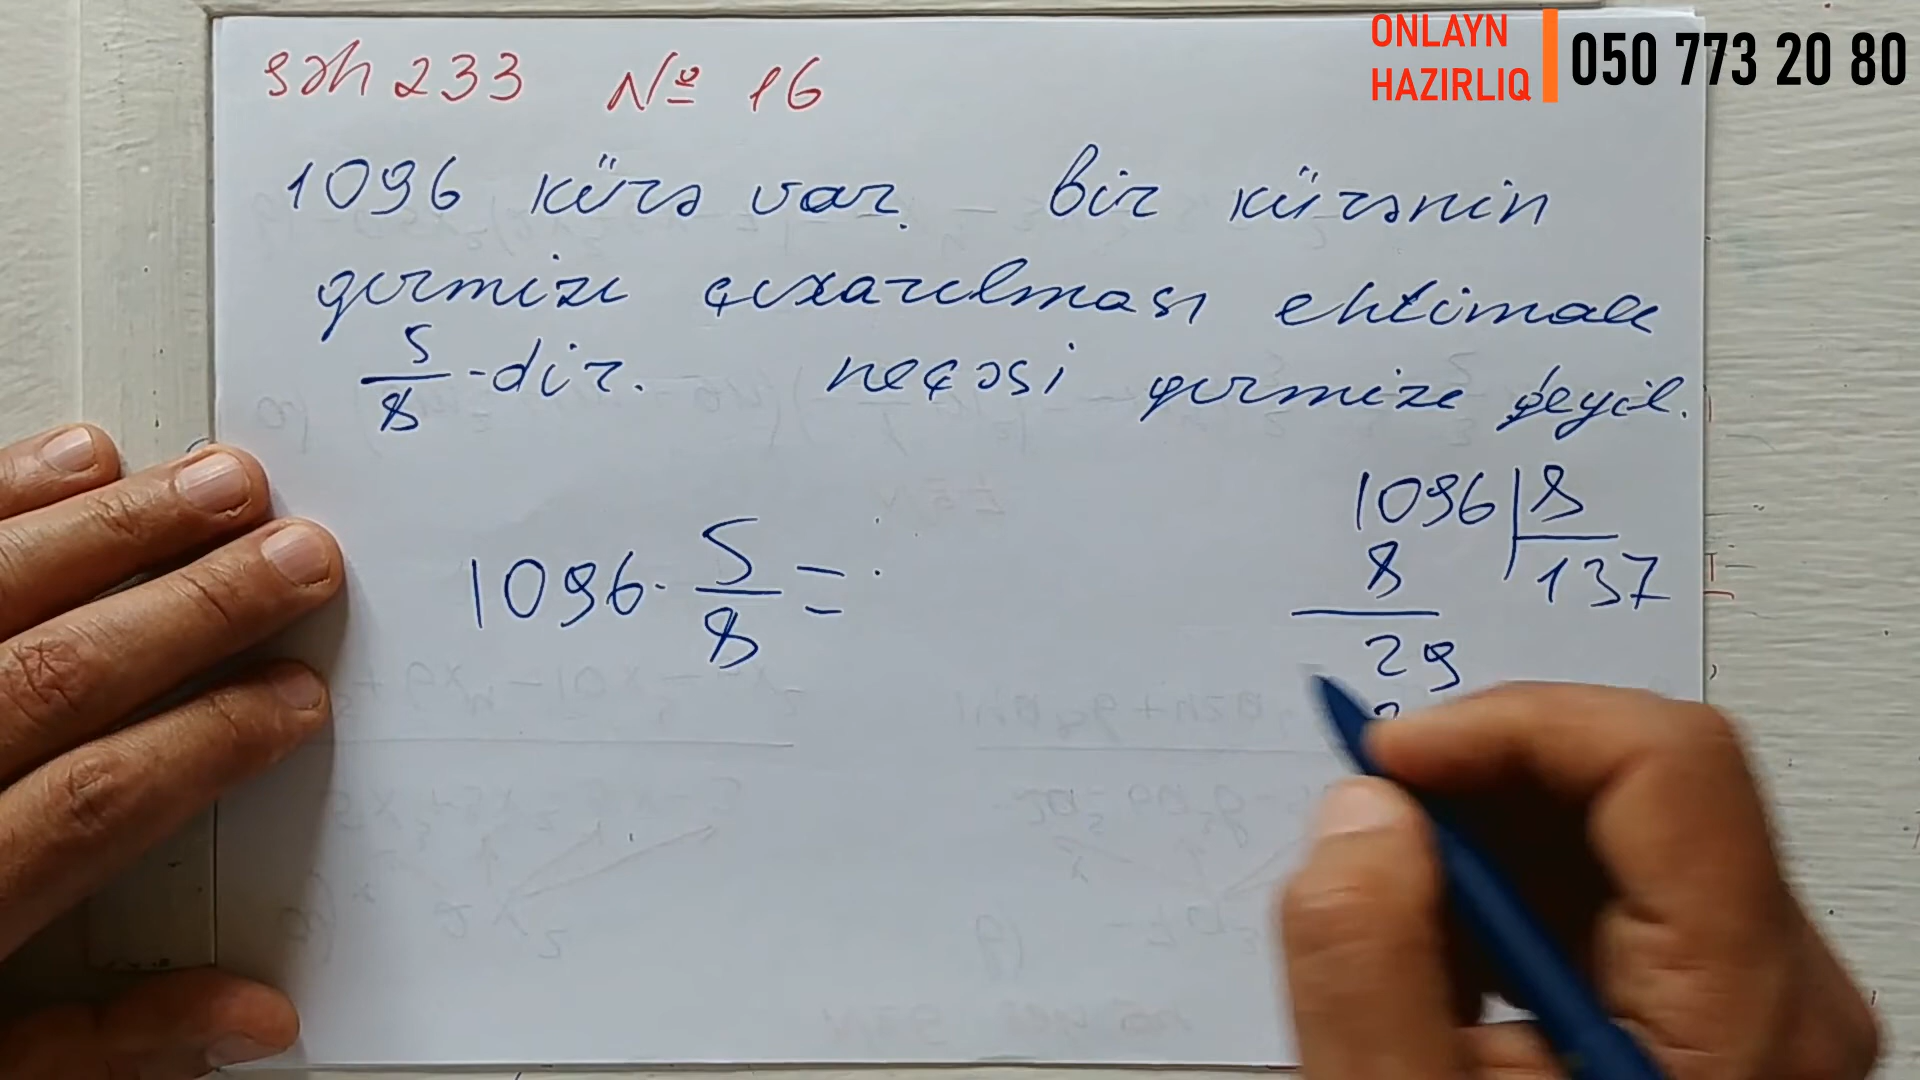 ONLAYN
HAZIRLIQ
050 773 20 80
səh 233 № 16
1096 kürə var. bir kürənin
qırmızı çıxarılması ehtimalı
5/8-dir. neçəsi qırmızı deyil.
1096 · 5/8 =
1096 | 8
8 137
29
2